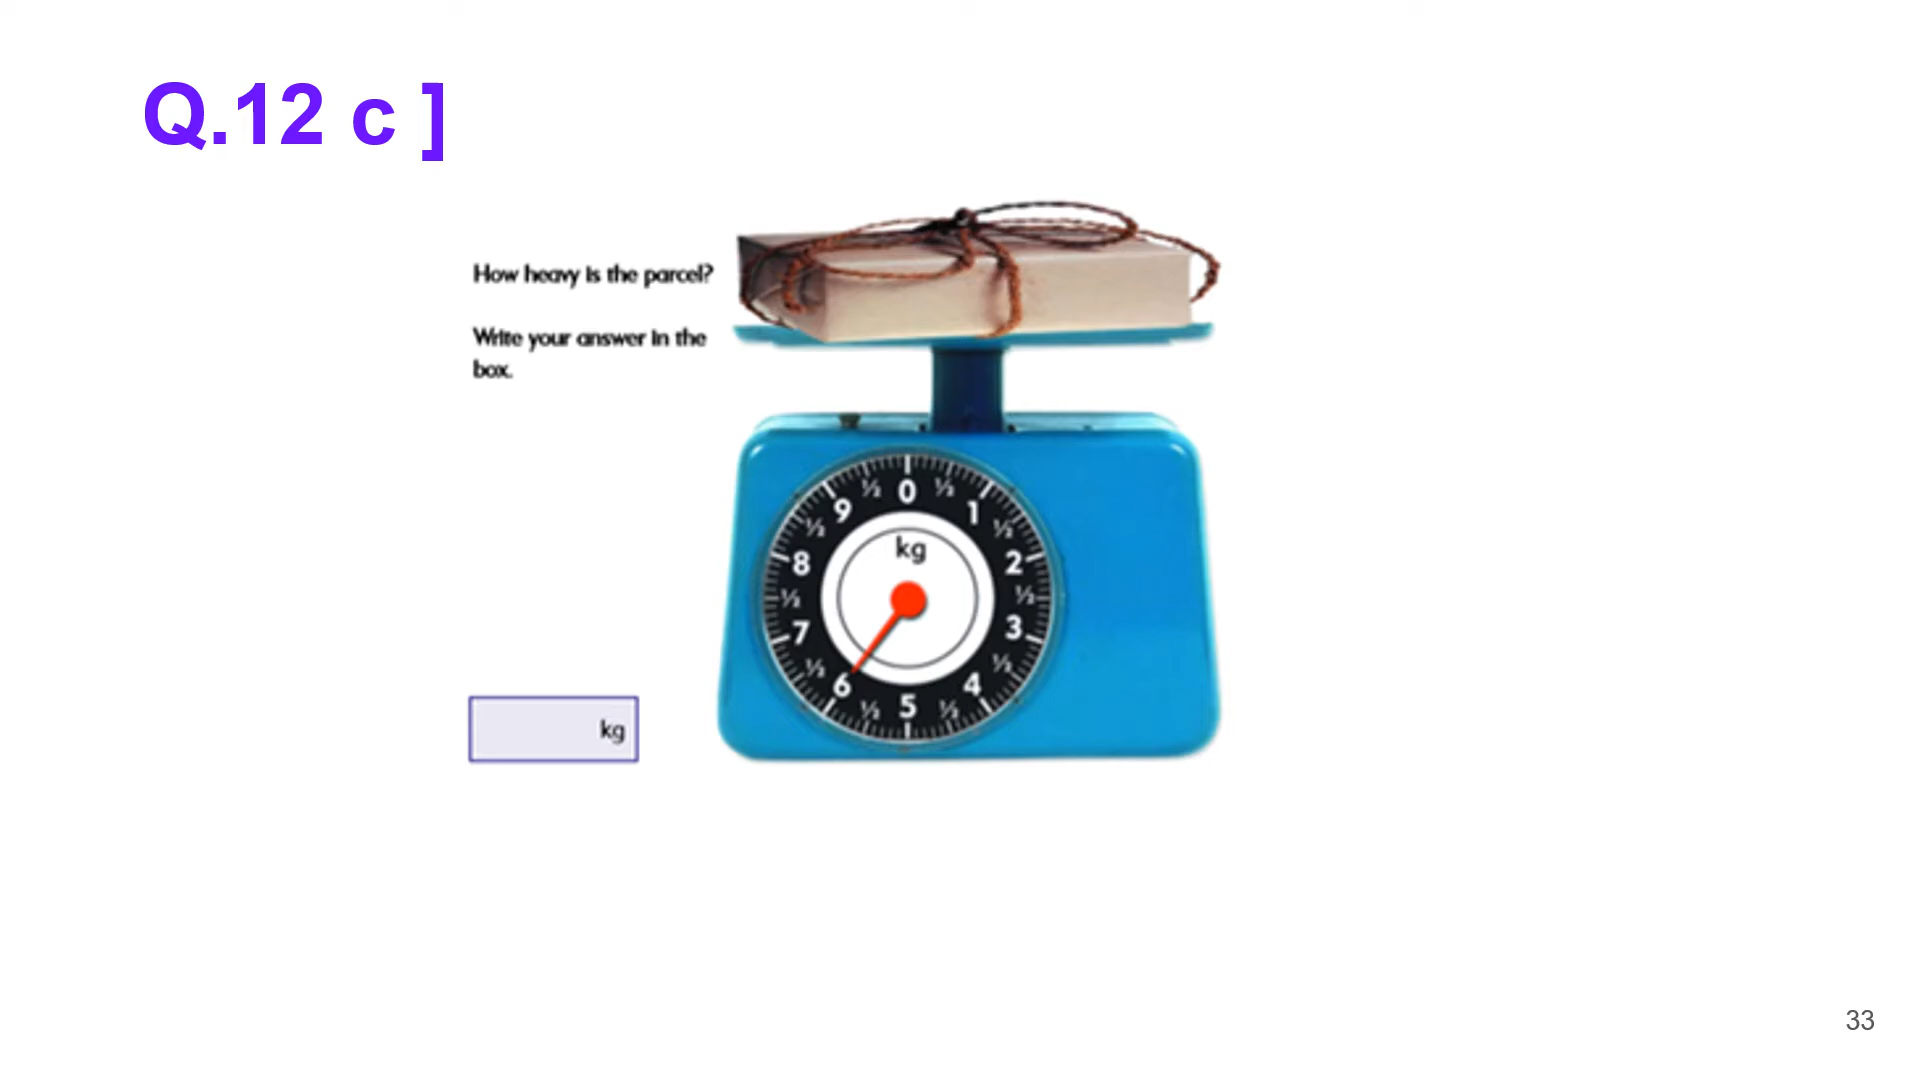 Q.12 c ]
How heavy is the parcel?
Write your answer in the
box.
½ 0 ½
9 1
½ ½
kg
8 2
½ ½
7 3
½ ½
6 4
½ 5 ½
kg
33